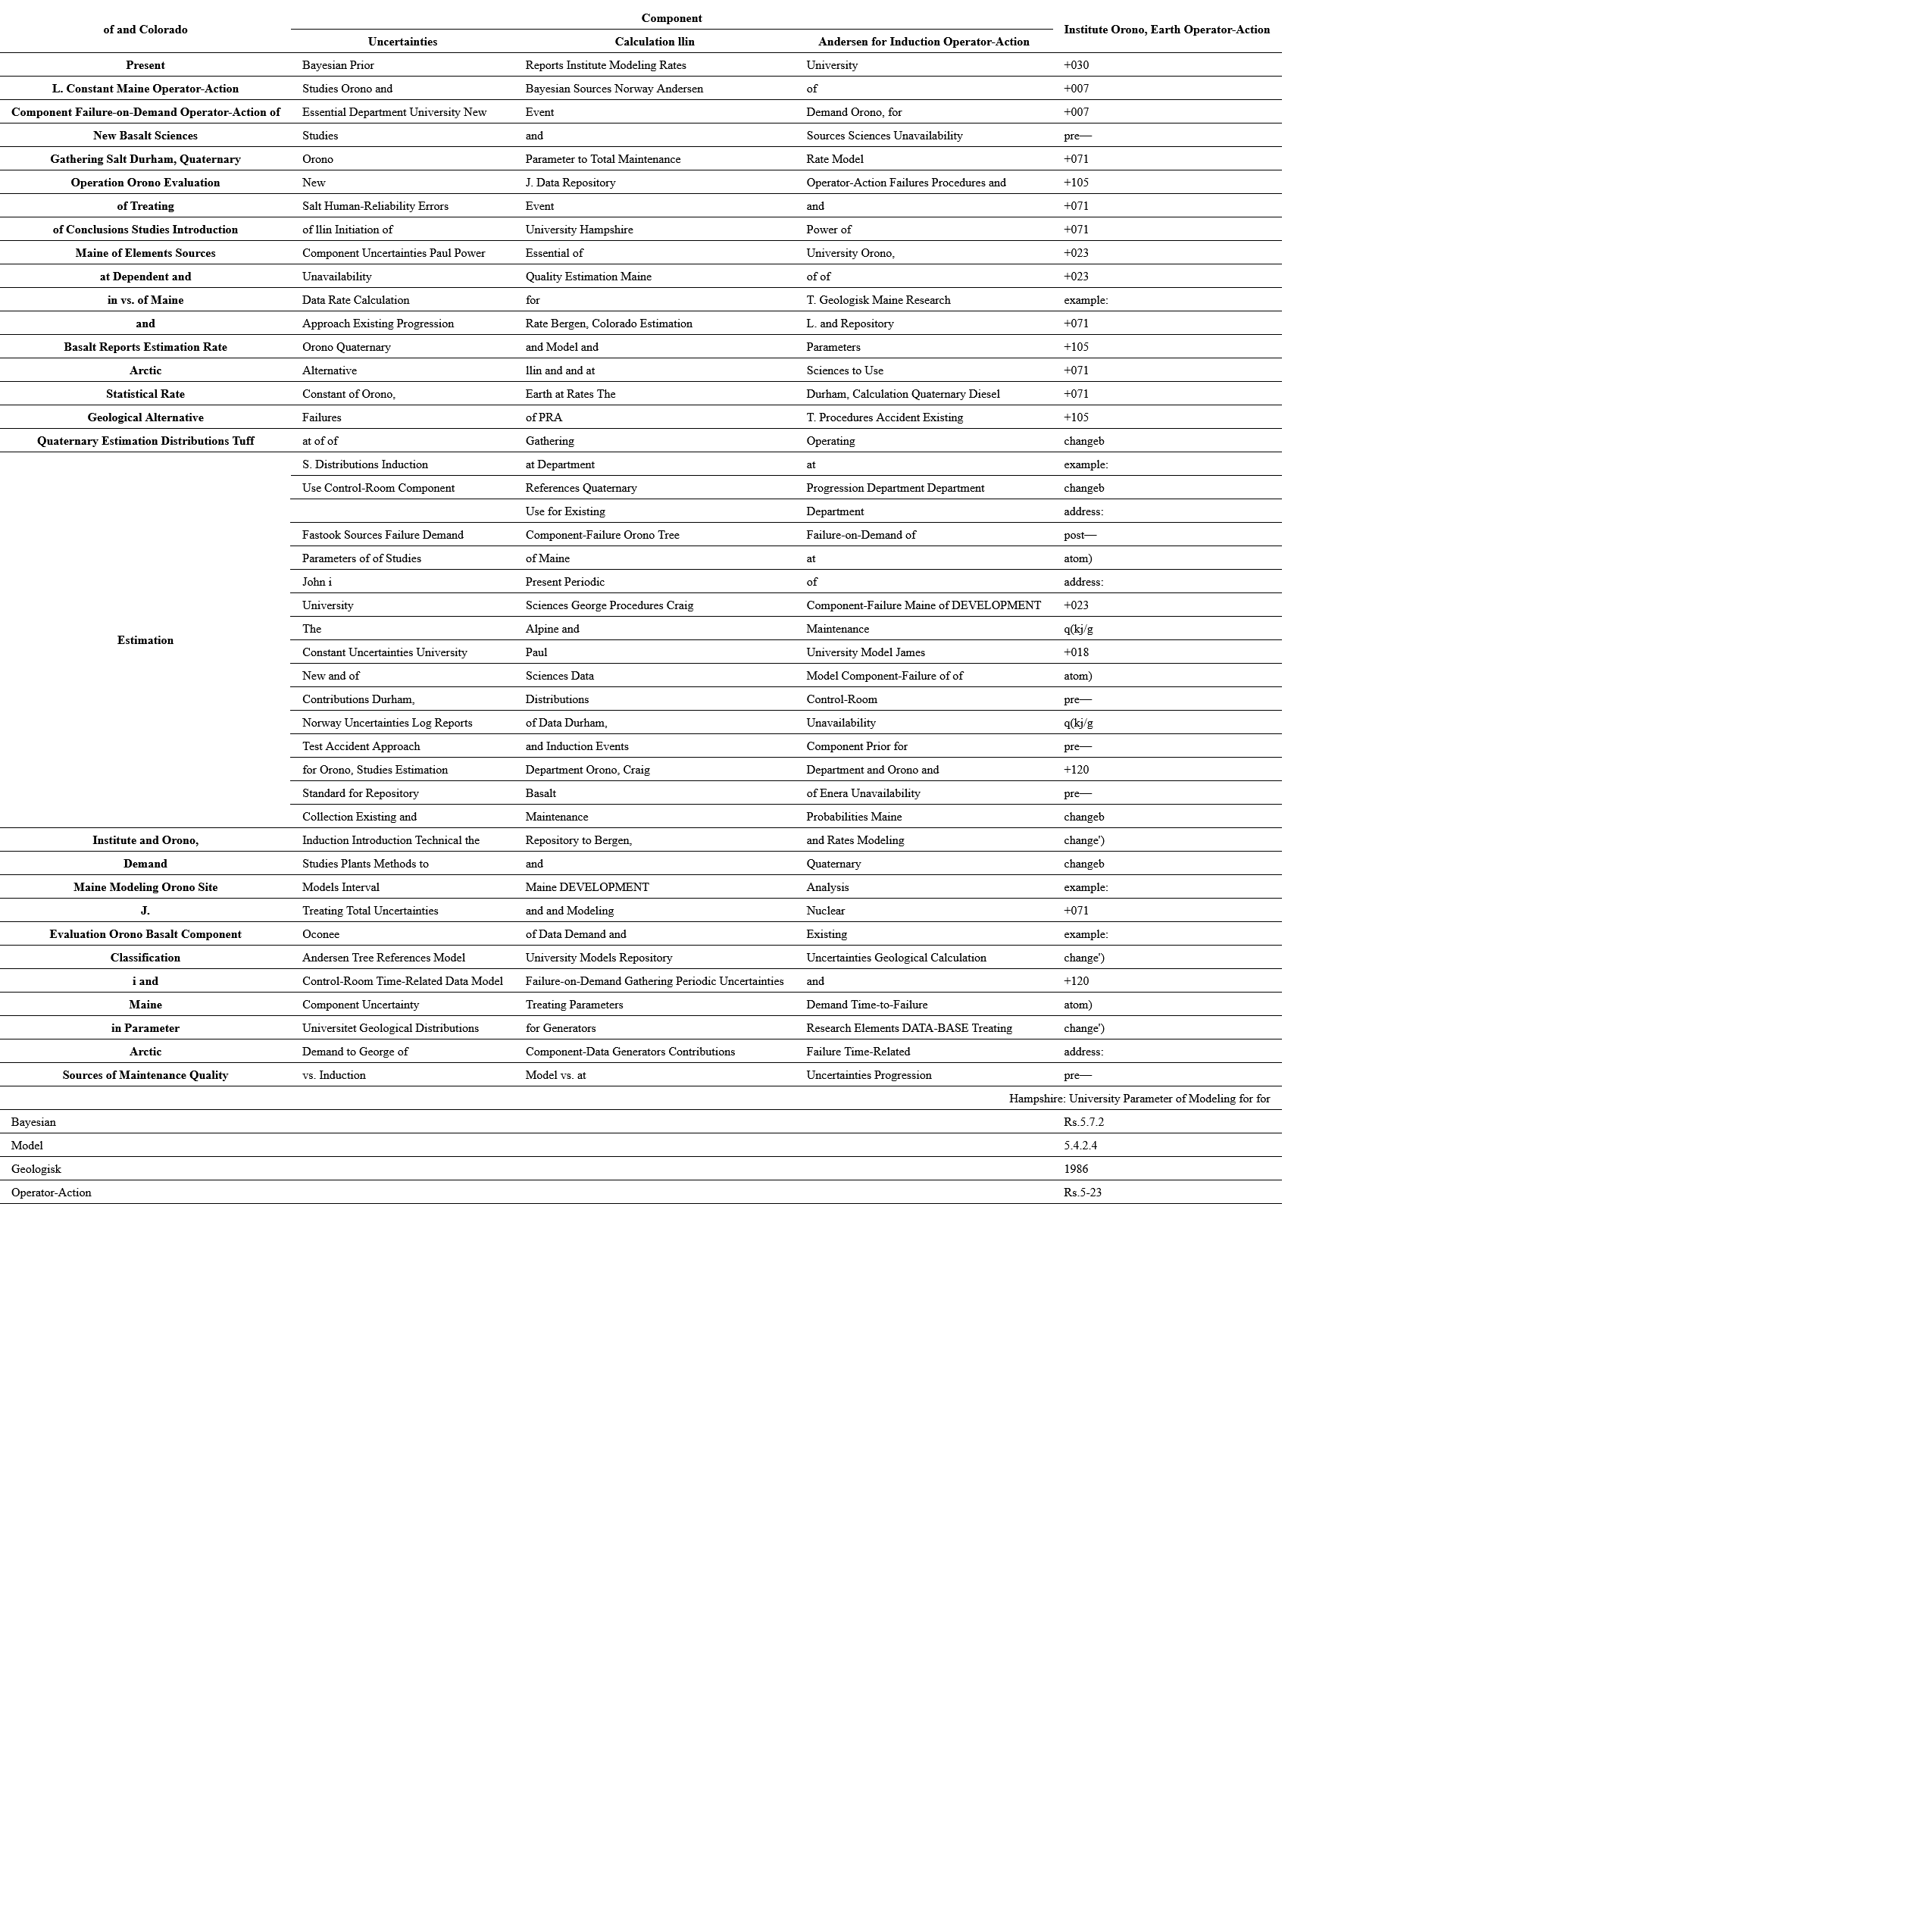 of and Colorado Component Institute Orono, Earth Operator-Action
Uncertainties Calculation llin Andersen for Induction Operator-Action
Present Bayesian Prior Reports Institute Modeling Rates University +030
L. Constant Maine Operator-Action Studies Orono and Bayesian Sources Norway Andersen of +007
Component Failure-on-Demand Operator-Action of Essential Department University New Event Demand Orono, for +007
New Basalt Sciences Studies and Sources Sciences Unavailability pre—
Gathering Salt Durham, Quaternary Orono Parameter to Total Maintenance Rate Model +071
Operation Orono Evaluation New J. Data Repository Operator-Action Failures Procedures and +105
of Treating Salt Human-Reliability Errors Event and +071
of Conclusions Studies Introduction of llin Initiation of University Hampshire Power of +071
Maine of Elements Sources Component Uncertainties Paul Power Essential of University Orono, +023
at Dependent and Unavailability Quality Estimation Maine of of +023
in vs. of Maine Data Rate Calculation for T. Geologisk Maine Research example:
and Approach Existing Progression Rate Bergen, Colorado Estimation L. and Repository +071
Basalt Reports Estimation Rate Orono Quaternary and Model and Parameters +105
Arctic Alternative llin and and at Sciences to Use +071
Statistical Rate Constant of Orono, Earth at Rates The Durham, Calculation Quaternary Diesel +071
Geological Alternative Failures of PRA T. Procedures Accident Existing +105
Quaternary Estimation Distributions Tuff at of of Gathering Operating changeb
S. Distributions Induction at Department at example:
Use Control-Room Component References Quaternary Progression Department Department changeb
Use for Existing Department address:
Fastook Sources Failure Demand Component-Failure Orono Tree Failure-on-Demand of post—
Parameters of of Studies of Maine at atom)
John i Present Periodic of address:
University Sciences George Procedures Craig Component-Failure Maine of DEVELOPMENT +023
The Alpine and Maintenance q(kj/g
Estimation
Constant Uncertainties University Paul University Model James +018
New and of Sciences Data Model Component-Failure of of atom)
Contributions Durham, Distributions Control-Room pre—
Norway Uncertainties Log Reports of Data Durham, Unavailability q(kj/g
Test Accident Approach and Induction Events Component Prior for pre—
for Orono, Studies Estimation Department Orono, Craig Department and Orono and +120
Standard for Repository Basalt of Enera Unavailability pre—
Collection Existing and Maintenance Probabilities Maine changeb
Institute and Orono, Induction Introduction Technical the Repository to Bergen, and Rates Modeling change')
Demand Studies Plants Methods to and Quaternary changeb
Maine Modeling Orono Site Models Interval Maine DEVELOPMENT Analysis example:
J. Treating Total Uncertainties and and Modeling Nuclear +071
Evaluation Orono Basalt Component Oconee of Data Demand and Existing example:
Classification Andersen Tree References Model University Models Repository Uncertainties Geological Calculation change')
i and Control-Room Time-Related Data Model Failure-on-Demand Gathering Periodic Uncertainties and +120
Maine Component Uncertainty Treating Parameters Demand Time-to-Failure atom)
in Parameter Universitet Geological Distributions for Generators Research Elements DATA-BASE Treating change')
Arctic Demand to George of Component-Data Generators Contributions Failure Time-Related address:
Sources of Maintenance Quality vs. Induction Model vs. at Uncertainties Progression pre—
Hampshire: University Parameter of Modeling for for
Bayesian Rs.5.7.2
Model 5.4.2.4
Geologisk 1986
Operator-Action Rs.5-23